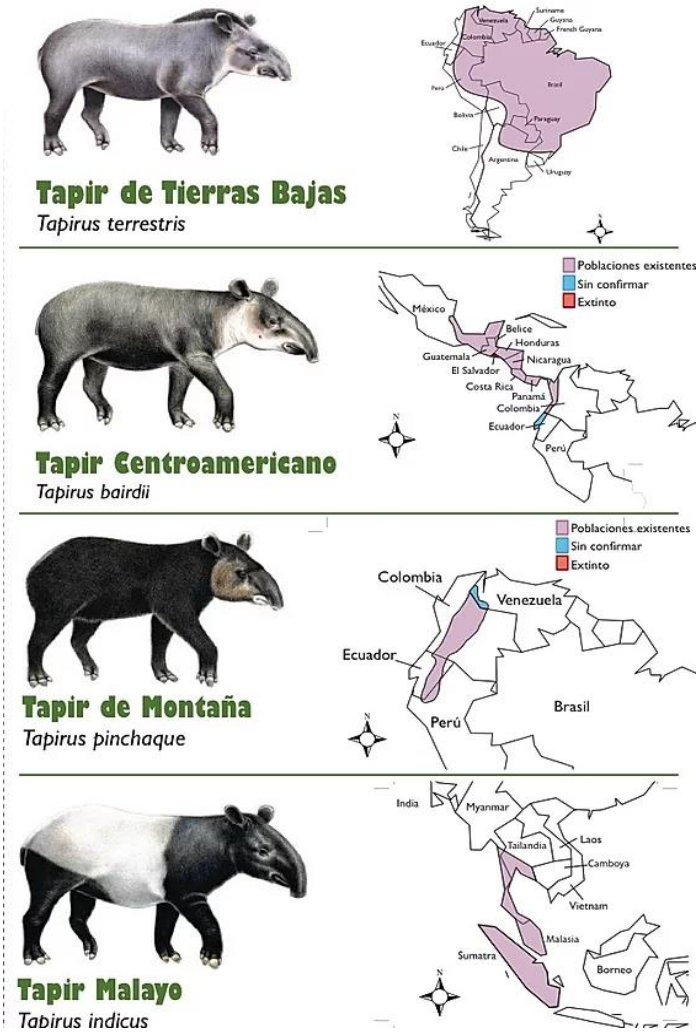 Suriname
Venezuela
Guyana
French Guyana
Colombia
Ecuador
Perú
Brasil
Bolivia
Paraguay
Chile
Argentina
Uruguay
N
Tapir de Tierras Bajas
Tapirus terrestris
Poblaciones existentes
Sin confirmar
Extinto
México
Belice
Honduras
Guatemala
Nicaragua
El Salvador
Costa Rica
Panamá
Colombia
Ecuador
Perú
N
Tapir Centroamericano
Tapirus bairdii
Poblaciones existentes
Sin confirmar
Extinto
Colombia
Venezuela
Ecuador
Brasil
Perú
N
Tapir de Montaña
Tapirus pinchaque
India
Myanmar
Laos
Tailandia
Camboya
Vietnam
Malasia
Sumatra
Borneo
N
Tapir Malayo
Tapirus indicus